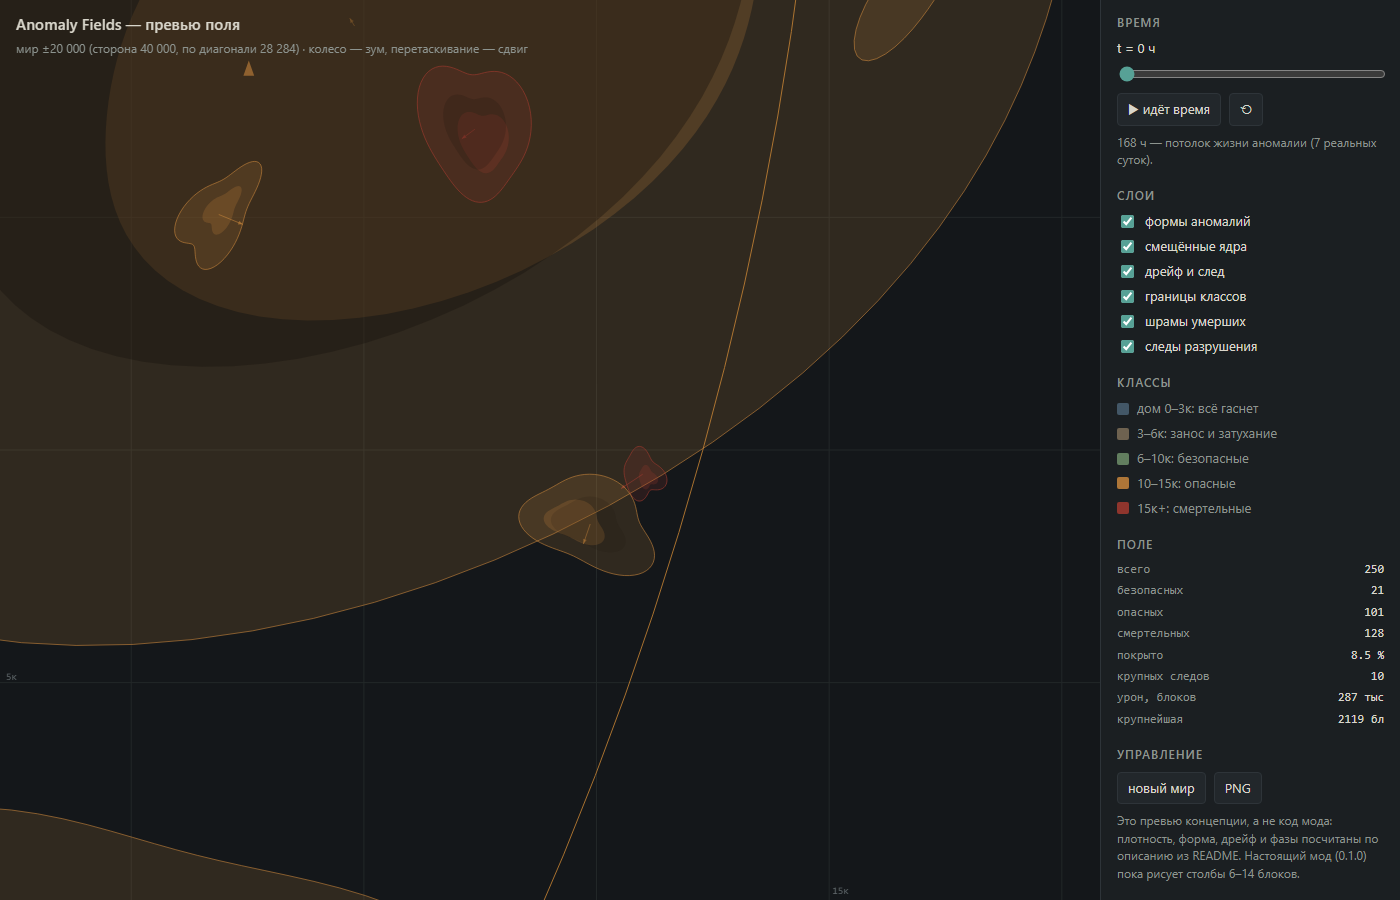 Anomaly Fields — превью поля
мир ±20 000 (сторона 40 000, по диагонали 28 284) · колесо — зум, перетаскивание — сдвиг
5к
15к
ВРЕМЯ
t = 0 ч
▶ идёт время
⟲
168 ч — потолок жизни аномалии (7 реальных
суток).
СЛОИ
формы аномалий
смещённые ядра
дрейф и след
границы классов
шрамы умерших
следы разрушения
КЛАССЫ
дом 0–3к: всё гаснет
3–6к: занос и затухание
6–10к: безопасные
10–15к: опасные
15к+: смертельные
ПОЛЕ
всего 250
безопасных 21
опасных 101
смертельных 128
покрыто 8.5 %
крупных следов 10
урон, блоков 287 тыс
крупнейшая 2119 бл
УПРАВЛЕНИЕ
новый мир PNG
Это превью концепции, а не код мода:
плотность, форма, дрейф и фазы посчитаны по
описанию из README. Настоящий мод (0.1.0)
пока рисует столбы 6–14 блоков.